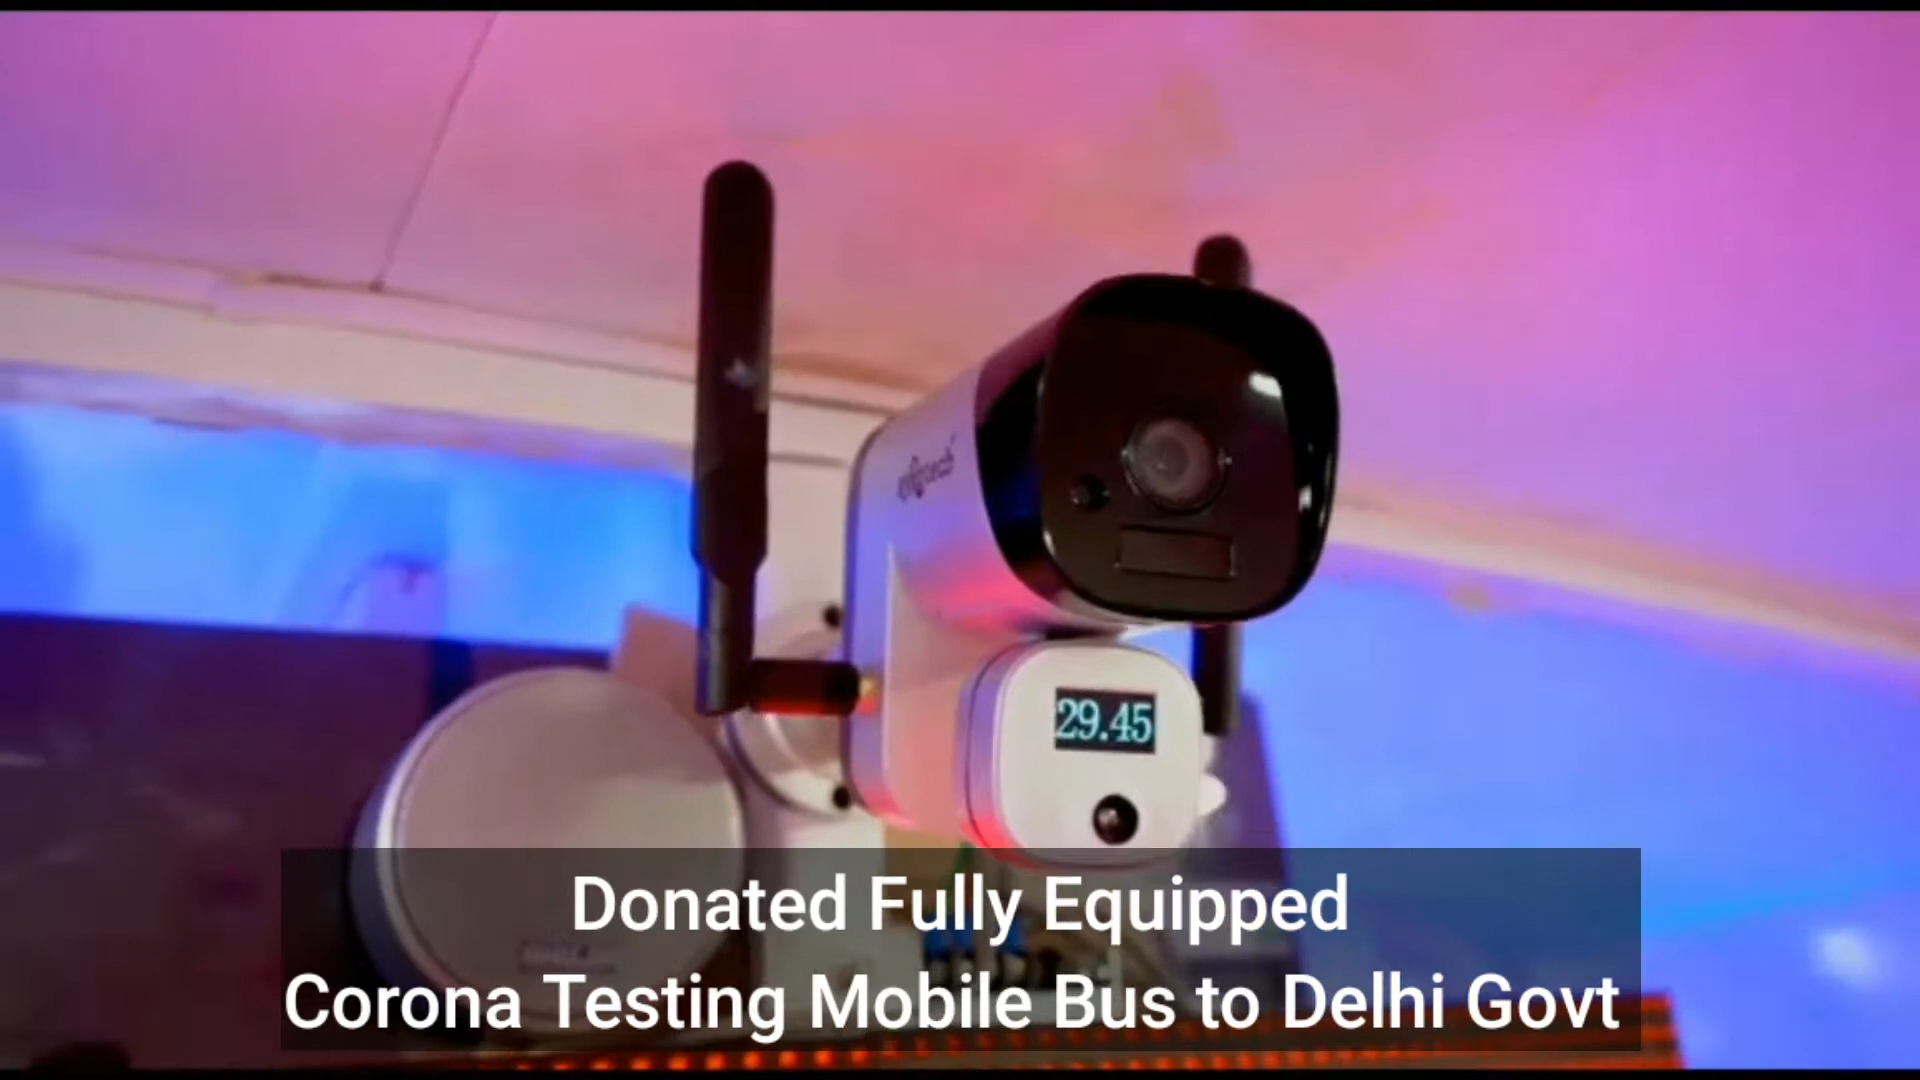 29.45
Donated Fully Equipped
Corona Testing Mobile Bus to Delhi Govt